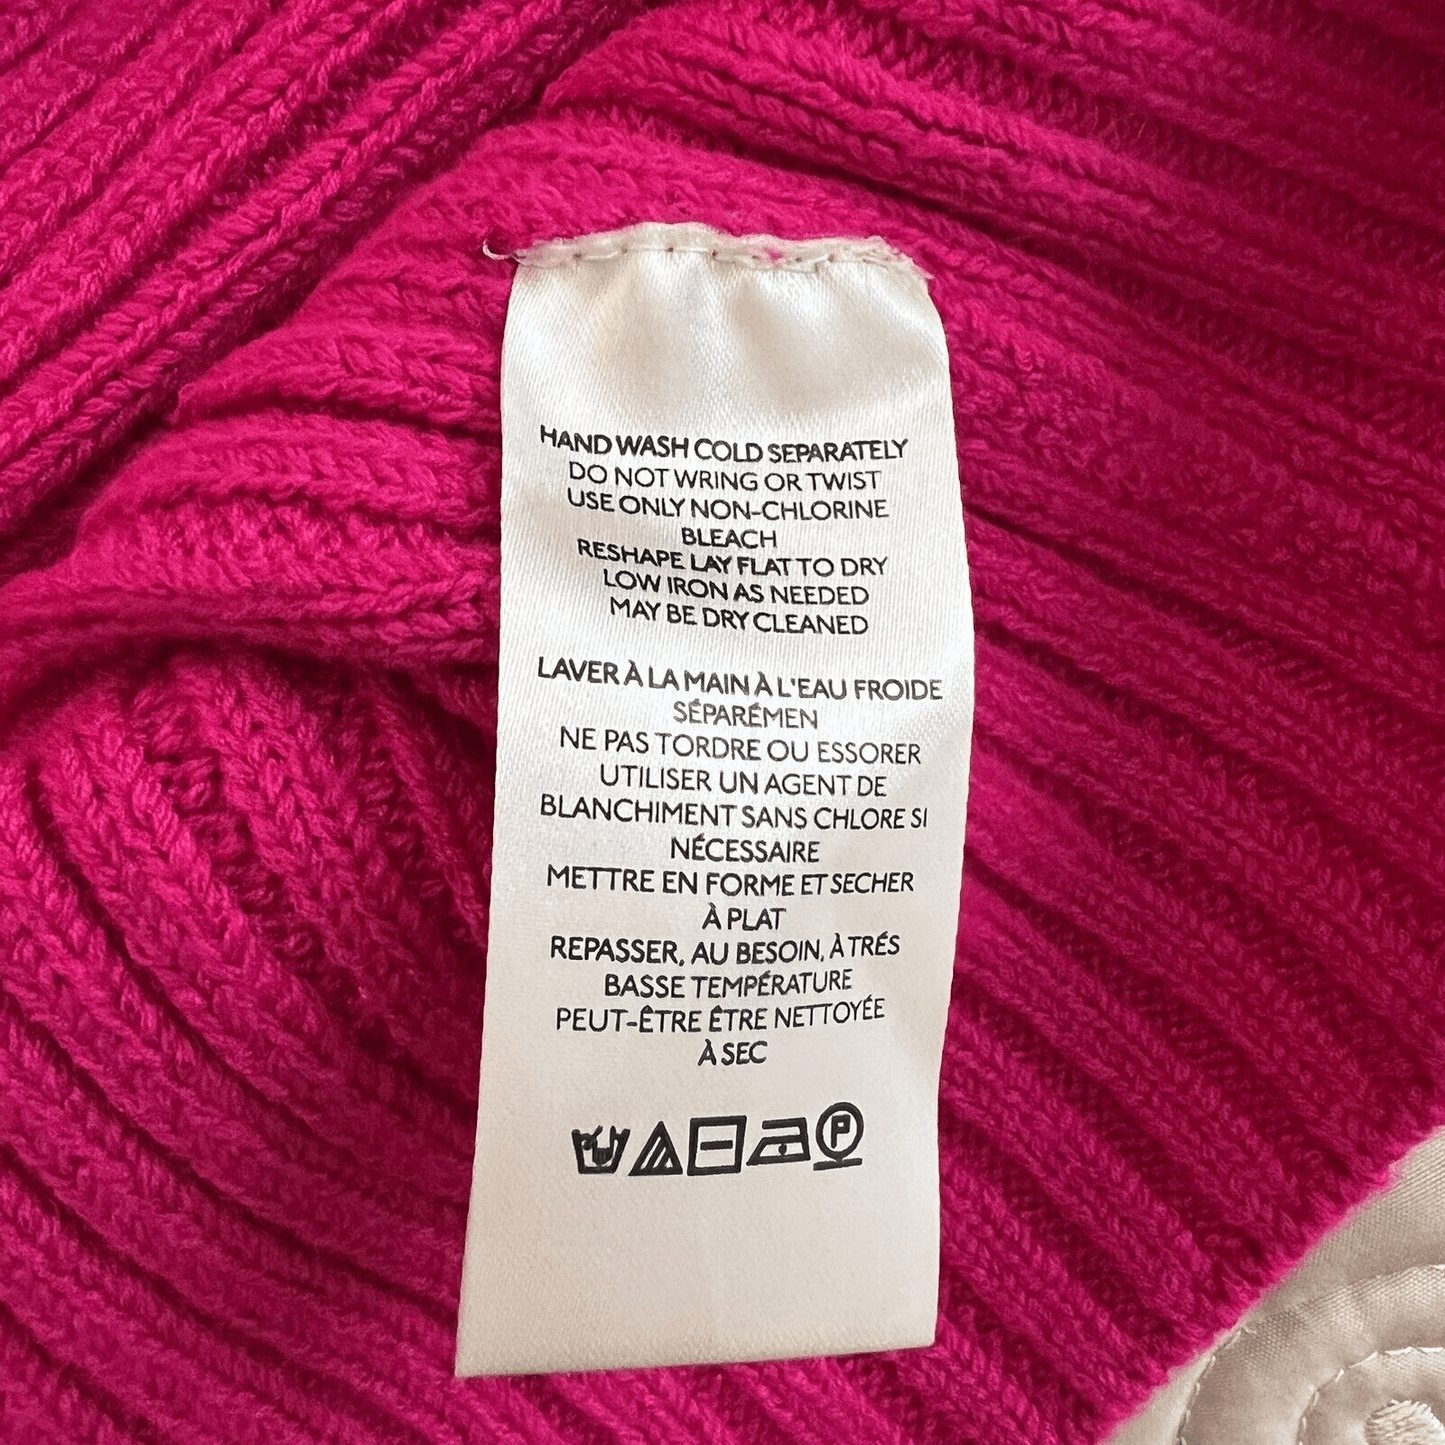 HAND WASH COLD SEPARATELY
DO NOT WRING OR TWIST
USE ONLY NON-CHLORINE
BLEACH
RESHAPE LAY FLAT TO DRY
LOW IRON AS NEEDED
MAY BE DRY CLEANED
LAVER À LA MAIN À L'EAU FROIDE
SÉPARÉMEN
NE PAS TORDRE OU ESSORER
UTILISER UN AGENT DE
BLANCHIMENT SANS CHLORE SI
NÉCESSAIRE
METTRE EN FORME ET SECHER
À PLAT
REPASSER, AU BESOIN, À TRÉS
BASSE TEMPÉRATURE
PEUT-ÊTRE ÊTRE NETTOYÉE
À SEC
P